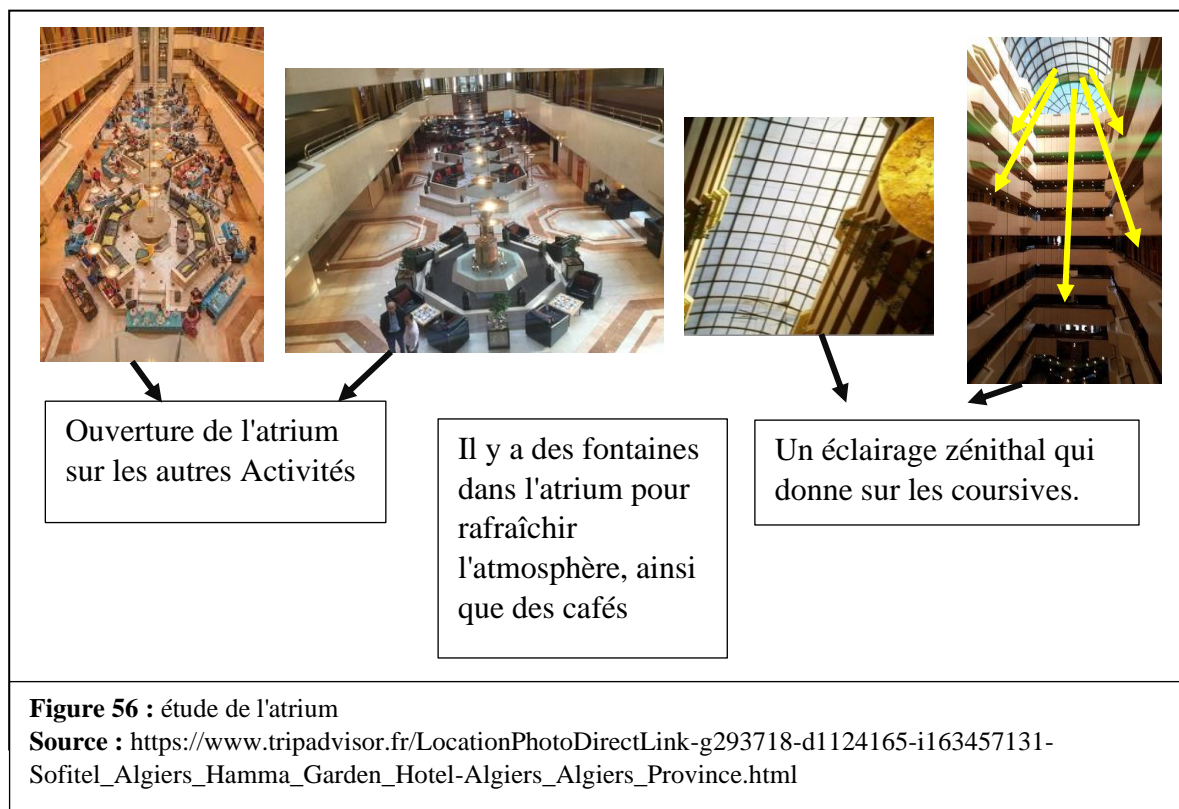 Ouverture de l'atrium
sur les autres Activités
Il y a des fontaines
dans l'atrium pour
rafraîchir
l'atmosphère, ainsi
que des cafés
Un éclairage zénithal qui
donne sur les coursives.
Figure 56 : étude de l'atrium
Source : https://www.tripadvisor.fr/LocationPhotoDirectLink-g293718-d1124165-i163457131-
Sofitel_Algiers_Hamma_Garden_Hotel-Algiers_Algiers_Province.html